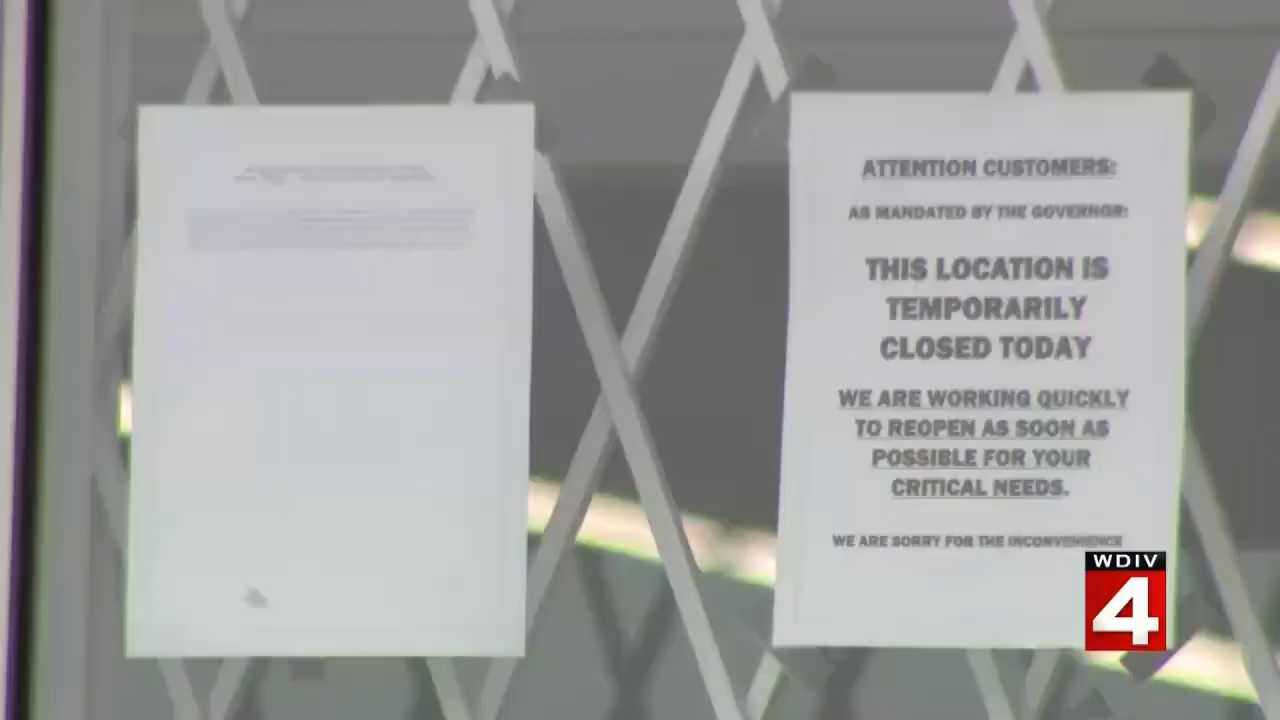 ATTENTION CUSTOMERS:
AS MANDATED BY THE GOVERNOR:
THIS LOCATION IS
TEMPORARILY
CLOSED TODAY
WE ARE WORKING QUICKLY
TO REOPEN AS SOON AS
POSSIBLE FOR YOUR
CRITICAL NEEDS.
WE ARE SORRY FOR THE INCONVENIENCE
WDIV
4